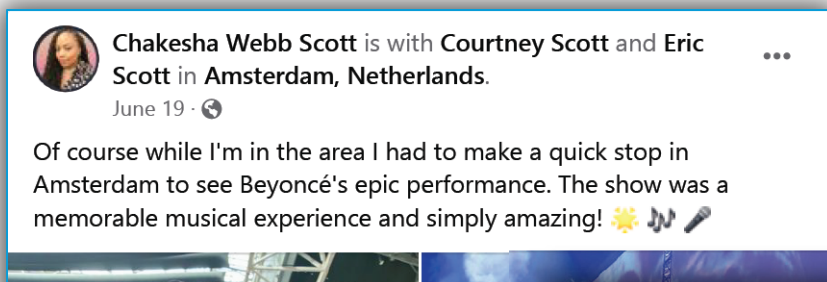 Chakesha Webb Scott is with Courtney Scott and Eric
Scott in Amsterdam, Netherlands.
June 19 ·
Of course while I'm in the area I had to make a quick stop in
Amsterdam to see Beyoncé's epic performance. The show was a
memorable musical experience and simply amazing! 🌟 🎶 🎤